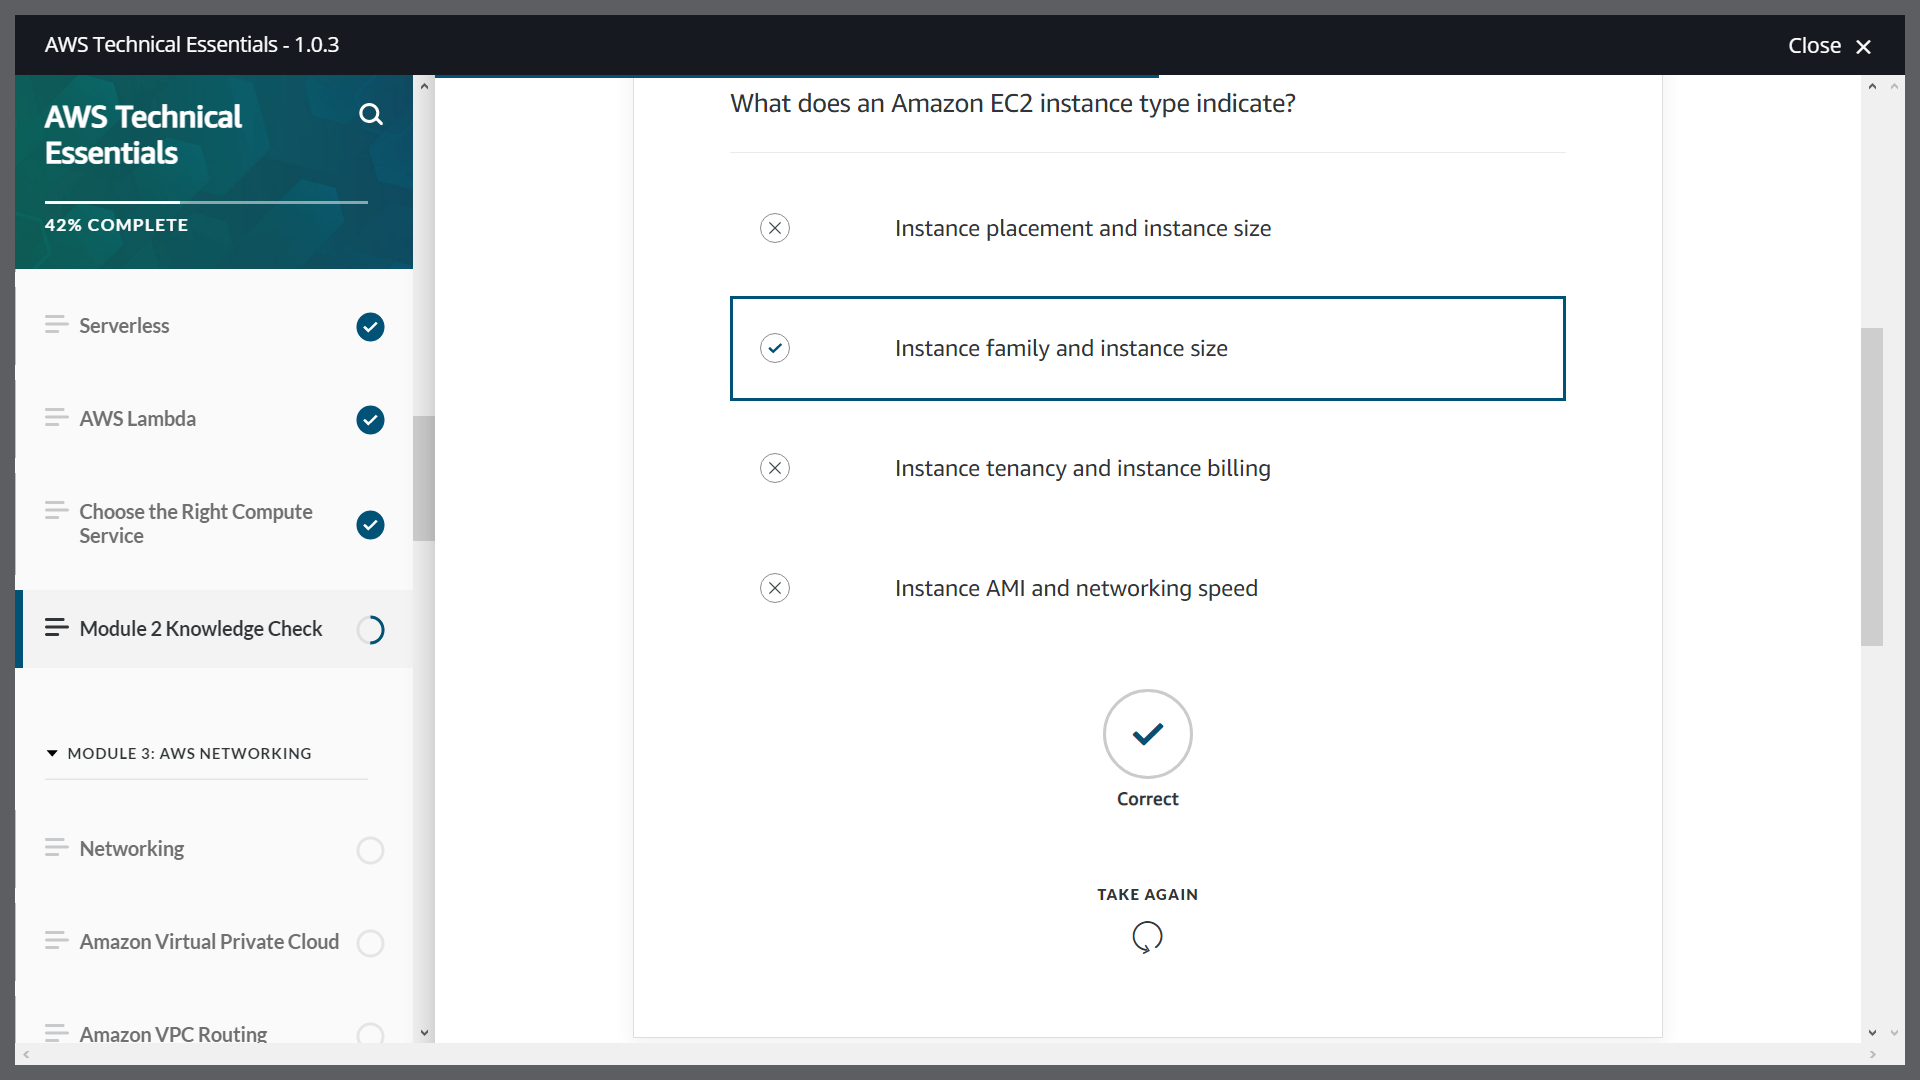 AWS Technical Essentials - 1.0.3
Close
AWS Technical
Essentials
42% COMPLETE
Serverless
AWS Lambda
Choose the Right Compute
Service
Module 2 Knowledge Check
MODULE 3: AWS NETWORKING
Networking
Amazon Virtual Private Cloud
Amazon VPC Routing
What does an Amazon EC2 instance type indicate?
Instance placement and instance size
Instance family and instance size
Instance tenancy and instance billing
Instance AMI and networking speed
Correct
TAKE AGAIN